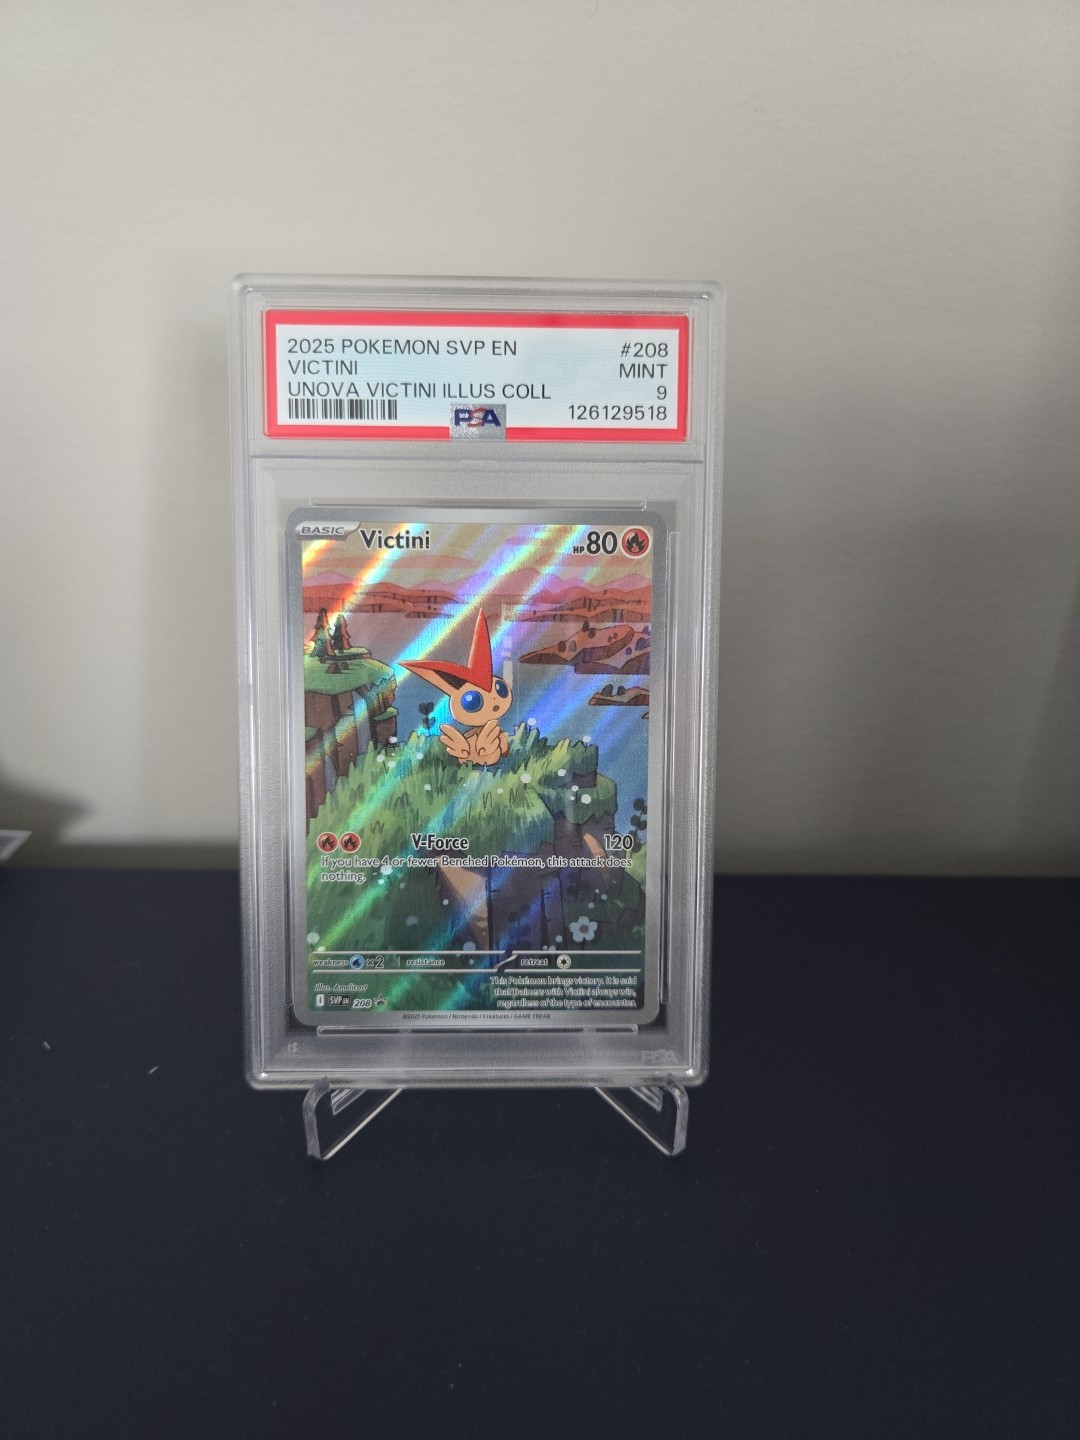 2025 POKEMON SVP EN #208
VICTINI MINT
UNOVA VICTINI ILLUS COLL 9
PSA 126129518
BASIC Victini HP 80
V-Force 120
If you have 4 or fewer Benched Pokémon, this attack does
nothing.
weakness ×2 resistance retreat
This Pokémon brings victory. It is said
that Trainers with Victini always win,
regardless of the type of encounter.
Illus. Amelicart
SVP EN 208
©2025 Pokémon / Nintendo / Creatures / GAME FREAK
PSA